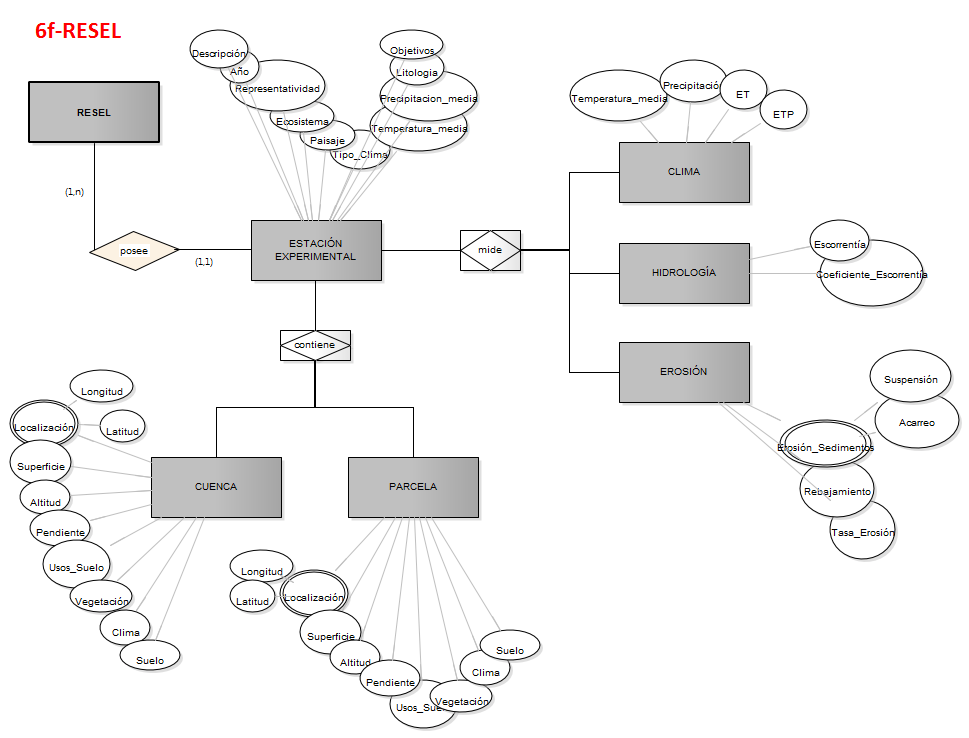 6f-RESEL
RESEL
(1,n)
posee
(1,1)
Descripción
Año
Representatividad
Ecosistema
Paisaje
Tipo_Clima
Objetivos
Litologia
Precipitacion_media
Temperatura_media
ESTACIÓN
EXPERIMENTAL
mide
Temperatura_media
Precipitació
ET
ETP
CLIMA
HIDROLOGÍA
Escorrentía
Coeficiente_Escorrentía
EROSIÓN
Suspensión
Acarreo
Erosión_Sedimentos
Rebajamiento
Tasa_Erosión
contiene
Longitud
Localización
Latitud
Superficie
Altitud
Pendiente
Usos_Suelo
Vegetación
Clima
Suelo
CUENCA
PARCELA
Longitud
Latitud
Localización
Superficie
Altitud
Pendiente
Usos_Sue
Vegetación
Clima
Suelo